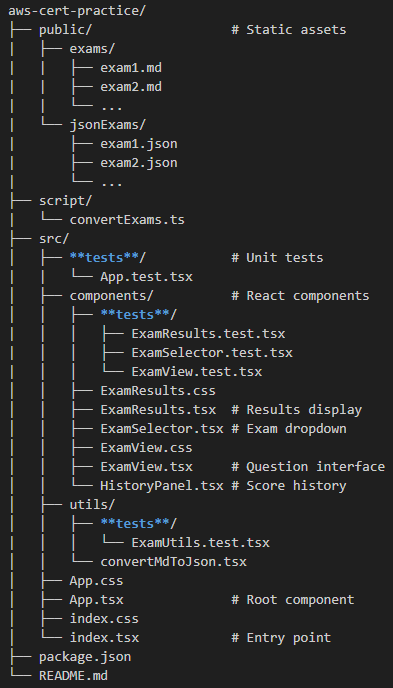 aws-cert-practice/
├── public/                  # Static assets
│   ├── exams/
│   │   ├── exam1.md
│   │   ├── exam2.md
│   │   └── ...
│   └── jsonExams/
│       ├── exam1.json
│       ├── exam2.json
│       └── ...
├── script/
│   └── convertExams.ts
├── src/
│   ├── **tests**/           # Unit tests
│   │   └── App.test.tsx
│   ├── components/          # React components
│   │   ├── **tests**/
│   │   │   ├── ExamResults.test.tsx
│   │   │   ├── ExamSelector.test.tsx
│   │   │   └── ExamView.test.tsx
│   │   ├── ExamResults.css
│   │   ├── ExamResults.tsx  # Results display
│   │   ├── ExamSelector.tsx # Exam dropdown
│   │   ├── ExamView.css
│   │   ├── ExamView.tsx     # Question interface
│   │   └── HistoryPanel.tsx # Score history
│   ├── utils/
│   │   ├── **tests**/
│   │   │   └── ExamUtils.test.tsx
│   │   └── convertMdToJson.tsx
│   ├── App.css
│   ├── App.tsx              # Root component
│   ├── index.css
│   └── index.tsx            # Entry point
├── package.json
└── README.md